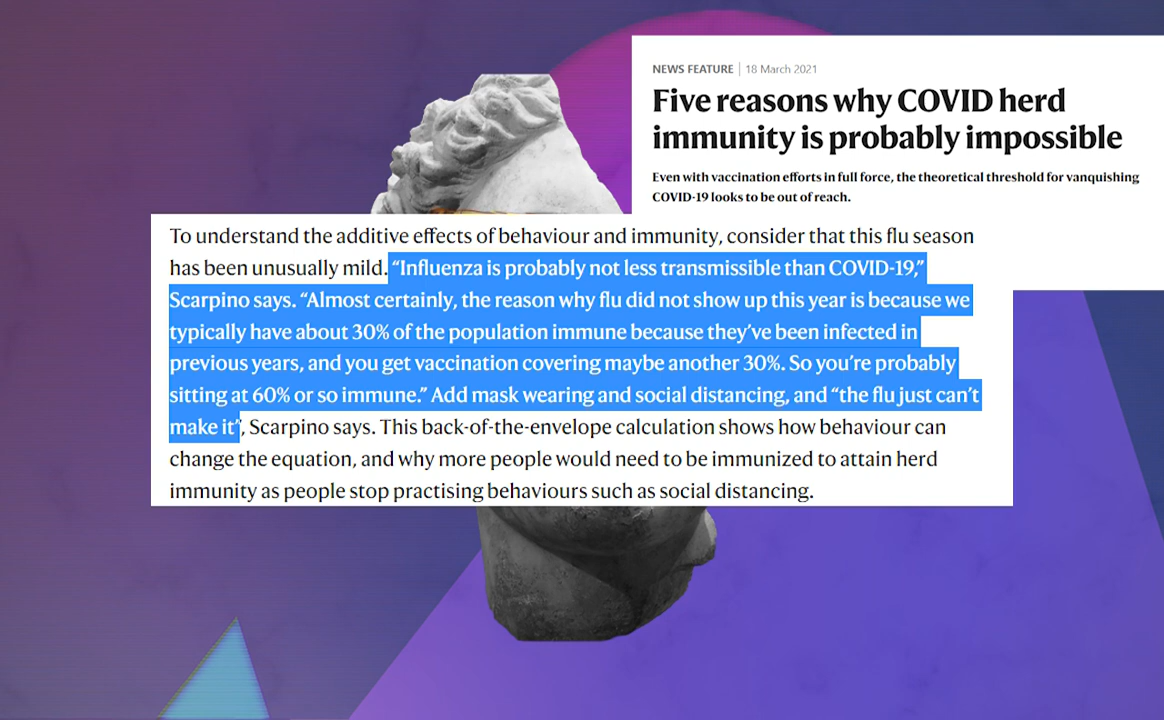 NEWS FEATURE | 18 March 2021
Five reasons why COVID herd
immunity is probably impossible
Even with vaccination efforts in full force, the theoretical threshold for vanquishing
COVID-19 looks to be out of reach.
To understand the additive effects of behaviour and immunity, consider that this flu season
has been unusually mild. “Influenza is probably not less transmissible than COVID-19,”
Scarpino says. “Almost certainly, the reason why flu did not show up this year is because we
typically have about 30% of the population immune because they’ve been infected in
previous years, and you get vaccination covering maybe another 30%. So you’re probably
sitting at 60% or so immune.” Add mask wearing and social distancing, and “the flu just can’t
make it”, Scarpino says. This back-of-the-envelope calculation shows how behaviour can
change the equation, and why more people would need to be immunized to attain herd
immunity as people stop practising behaviours such as social distancing.